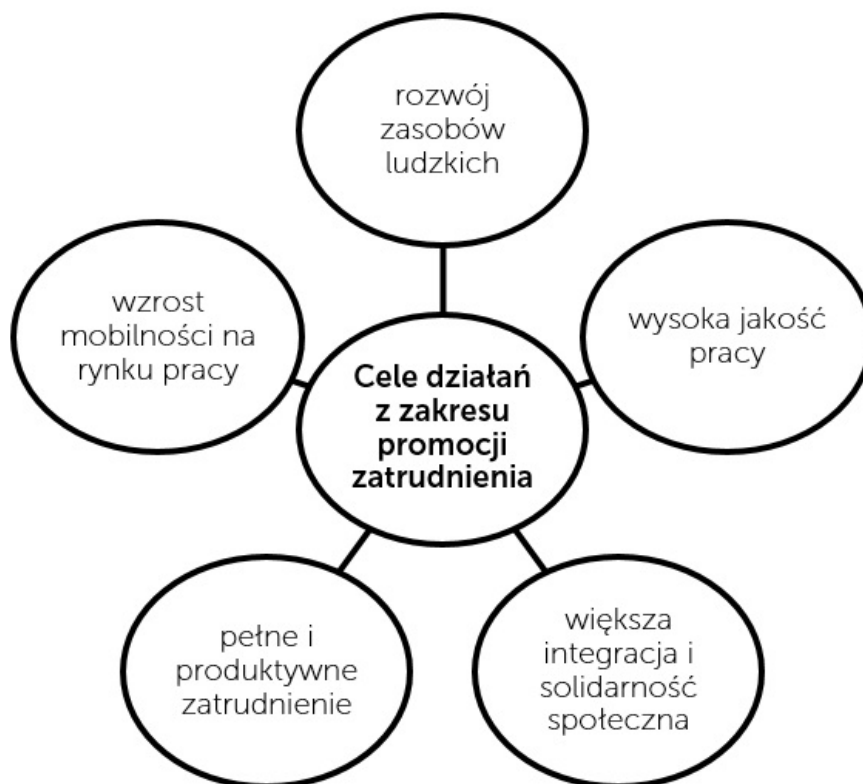 rozwój
zasobów
ludzkich
wzrost
mobilności na
rynku pracy
wysoka jakość
pracy
Cele działań
z zakresu
promocji
zatrudnienia
pełne i
produktywne
zatrudnienie
większa
integracja i
solidarność
społeczna